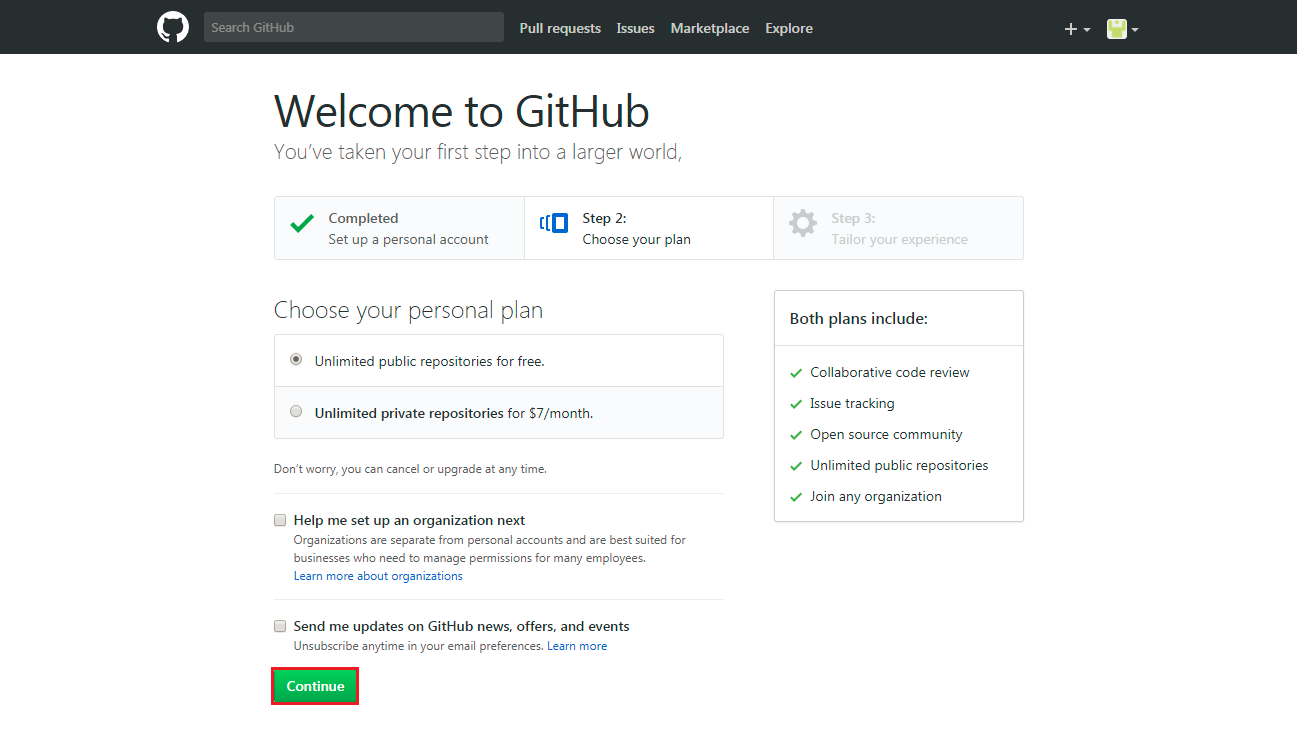 Search GitHub
Pull requests
Issues
Marketplace
Explore
Welcome to GitHub
You’ve taken your first step into a larger world,
Completed
Set up a personal account
Step 2:
Choose your plan
Step 3:
Tailor your experience
Choose your personal plan
Unlimited public repositories for free.
Unlimited private repositories for $7/month.
Don’t worry, you can cancel or upgrade at any time.
Help me set up an organization next
Organizations are separate from personal accounts and are best suited for
businesses who need to manage permissions for many employees.
Learn more about organizations
Send me updates on GitHub news, offers, and events
Unsubscribe anytime in your email preferences. Learn more
Continue
Both plans include:
Collaborative code review
Issue tracking
Open source community
Unlimited public repositories
Join any organization